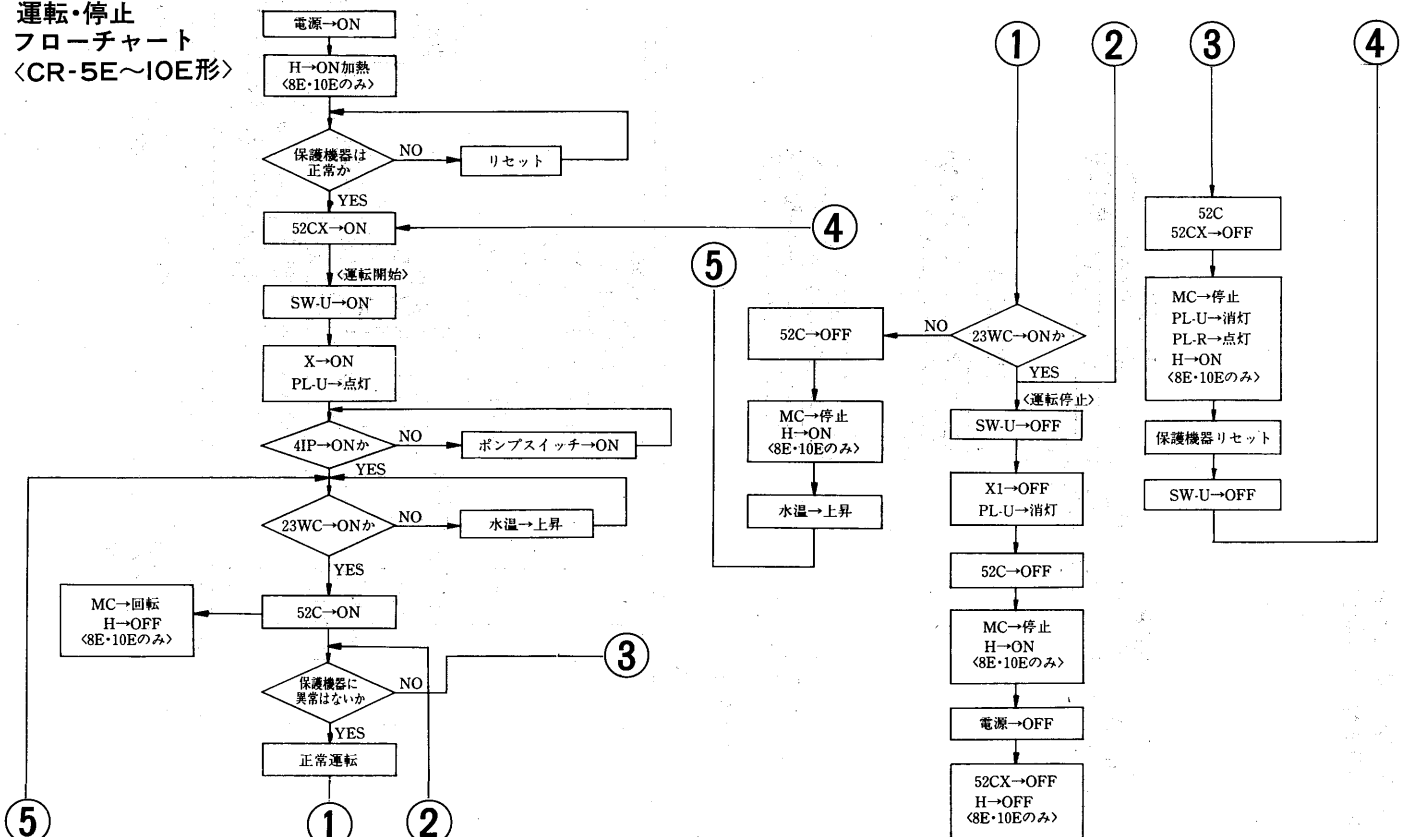 運転・停止
フローチャート
〈CR-5E〜10E形〉
電源→ON
H→ON加熱
〈8E・10Eのみ〉
保護機器は
正常か
NO
リセット
YES
52CX→ON
〈運転開始〉
SW-U→ON
X→ON
PL-U→点灯
4IP→ONか
NO
ポンプスイッチ→ON
YES
23WC→ONか
NO
水温→上昇
YES
52C→ON
MC→回転
H→OFF
〈8E・10Eのみ〉
保護機器に
異常はないか
NO
③
YES
正常運転
⑤
①
②
④
⑤
①
②
23WC→ONか
NO
52C→OFF
MC→停止
H→ON
〈8E・10Eのみ〉
水温→上昇
YES
〈運転停止〉
SW-U→OFF
X1→OFF
PL-U→消灯
52C→OFF
MC→停止
H→ON
〈8E・10Eのみ〉
電源→OFF
52CX→OFF
H→OFF
〈8E・10Eのみ〉
③
④
52C
52CX→OFF
MC→停止
PL-U→消灯
PL-R→点灯
H→ON
〈8E・10Eのみ〉
保護機器リセット
SW-U→OFF